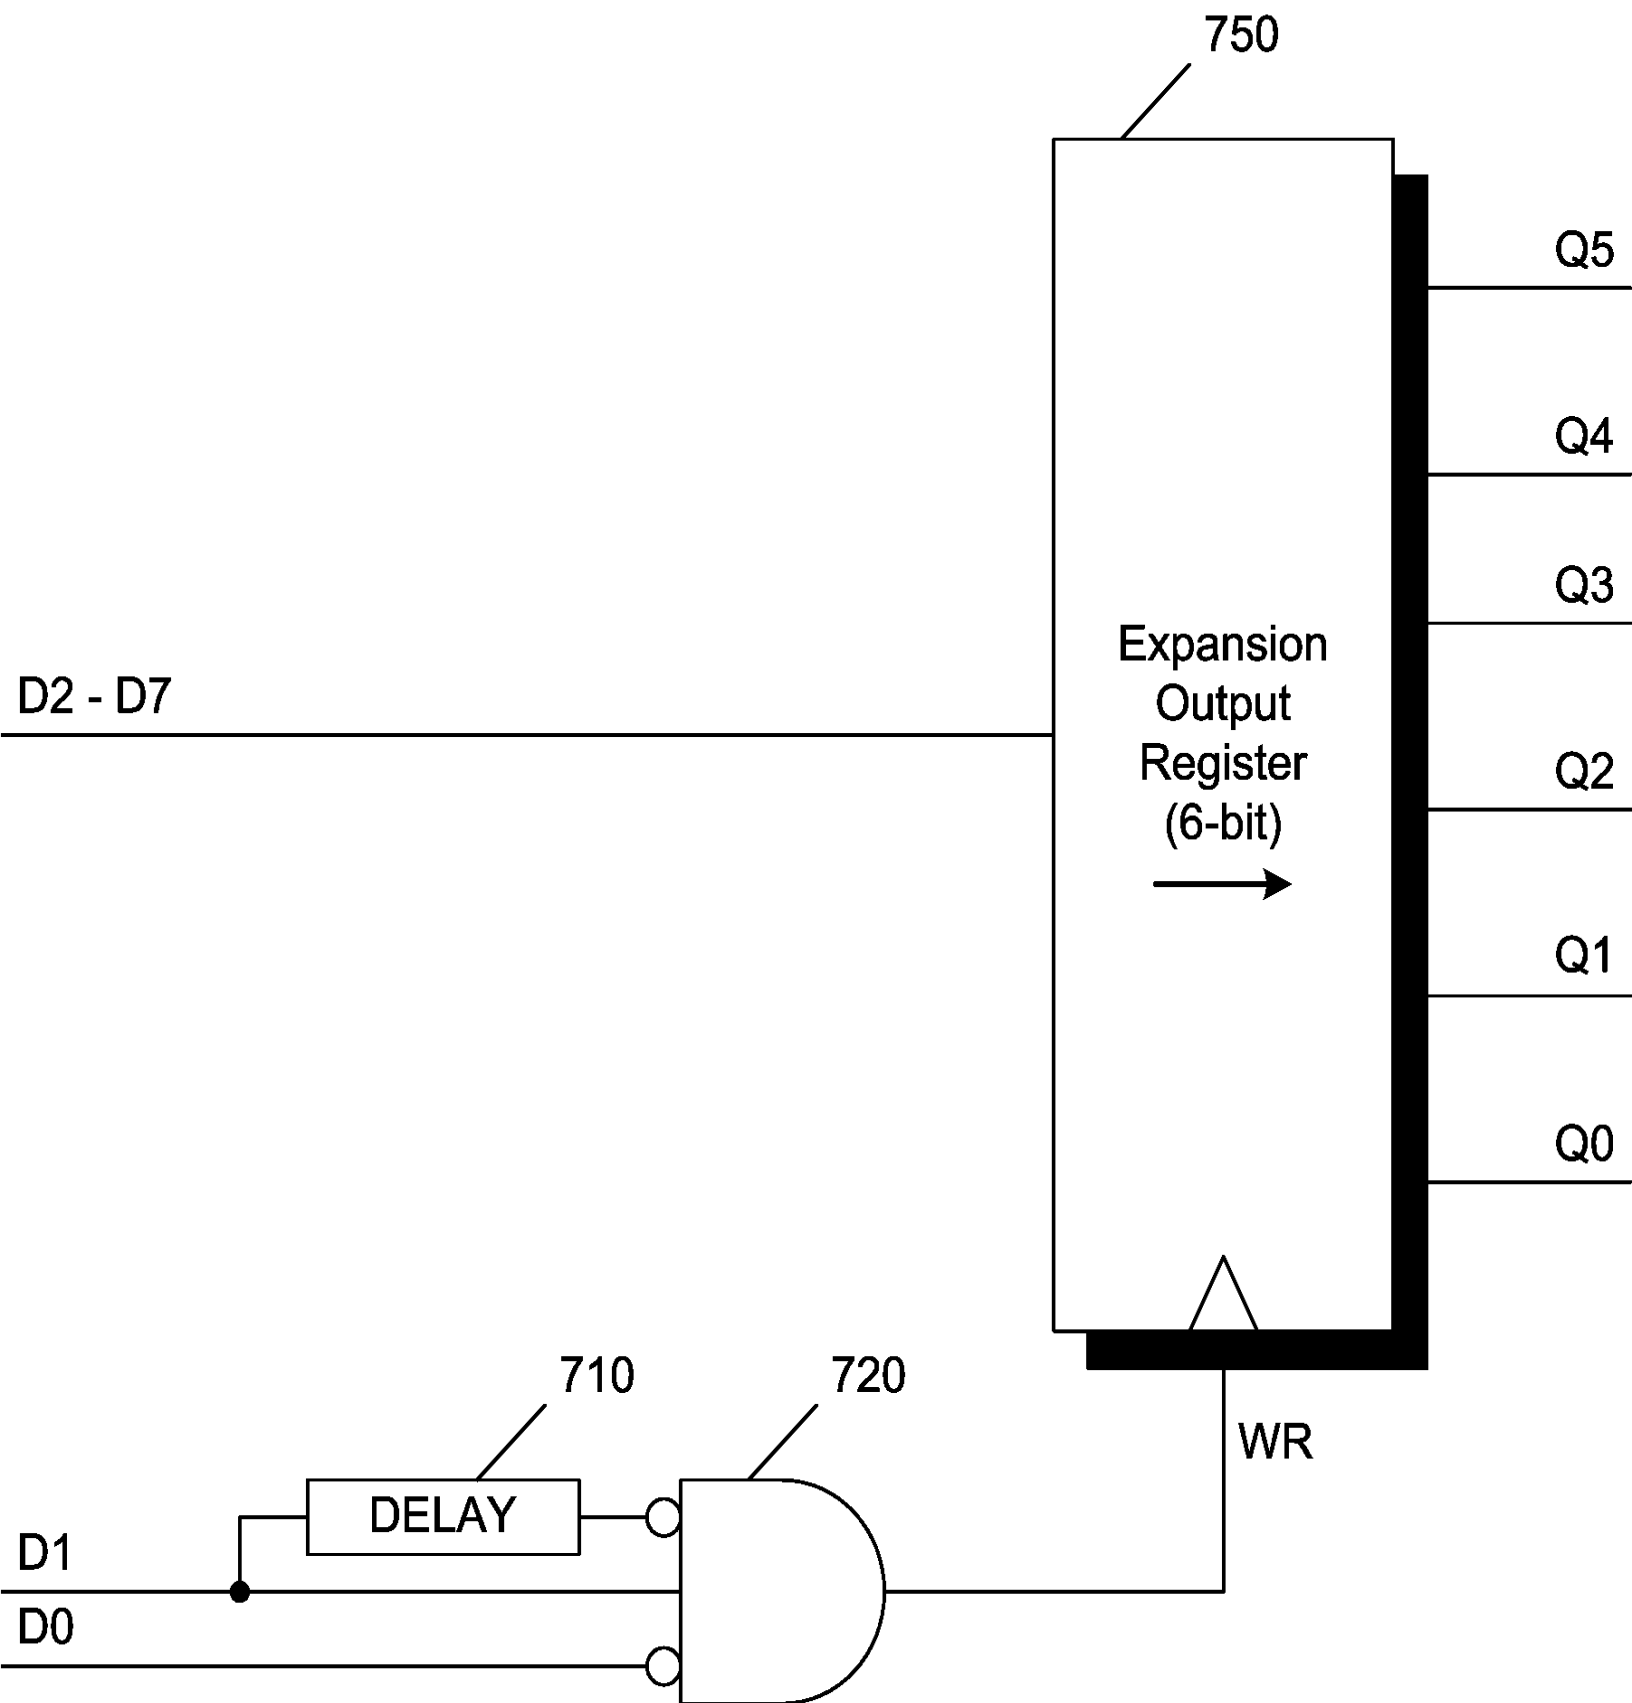 750
Q5
Q4
Q3
Expansion
Output
Register
(6-bit)
D2 - D7
Q2
Q1
Q0
710
720
WR
DELAY
D1
D0